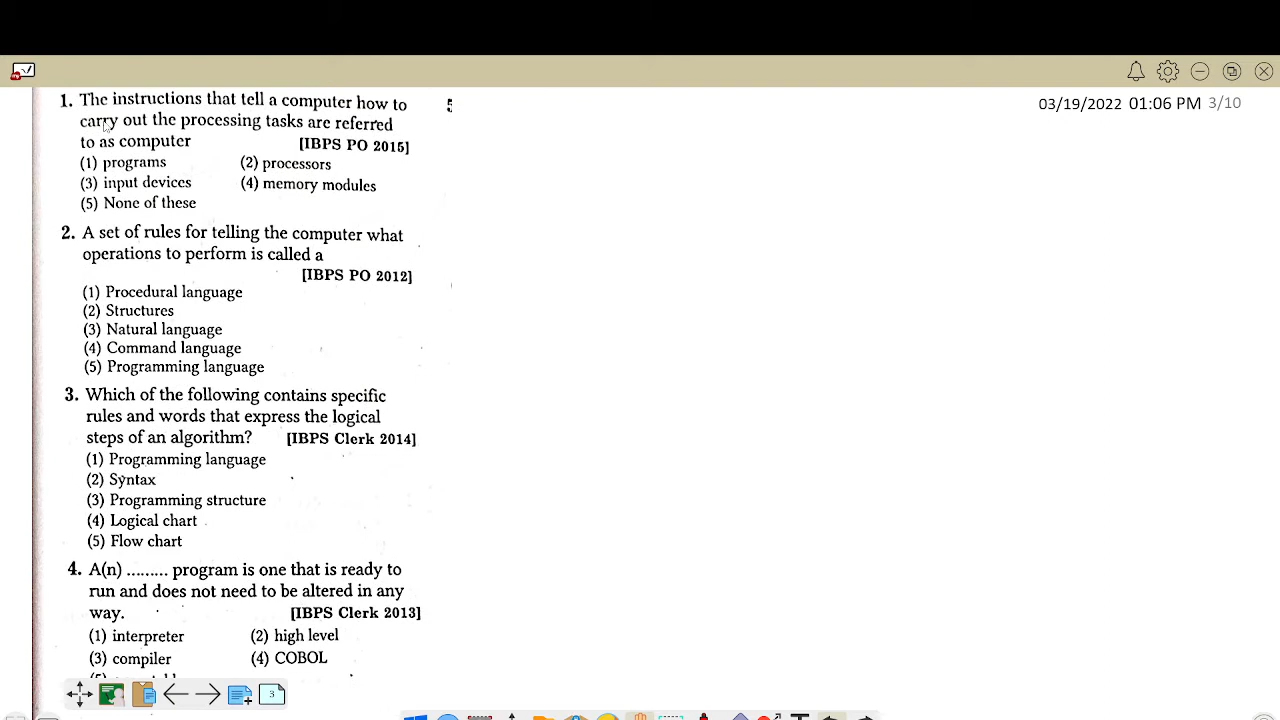 03/19/2022 01:06 PM 3/10
1. The instructions that tell a computer how to
carry out the processing tasks are referred
to as computer [IBPS PO 2015]
(1) programs (2) processors
(3) input devices (4) memory modules
(5) None of these
2. A set of rules for telling the computer what
operations to perform is called a
[IBPS PO 2012]
(1) Procedural language
(2) Structures
(3) Natural language
(4) Command language
(5) Programming language
3. Which of the following contains specific
rules and words that express the logical
steps of an algorithm? [IBPS Clerk 2014]
(1) Programming language
(2) Syntax
(3) Programming structure
(4) Logical chart
(5) Flow chart
4. A(n) ......... program is one that is ready to
run and does not need to be altered in any
way. [IBPS Clerk 2013]
(1) interpreter (2) high level
(3) compiler (4) COBOL
3